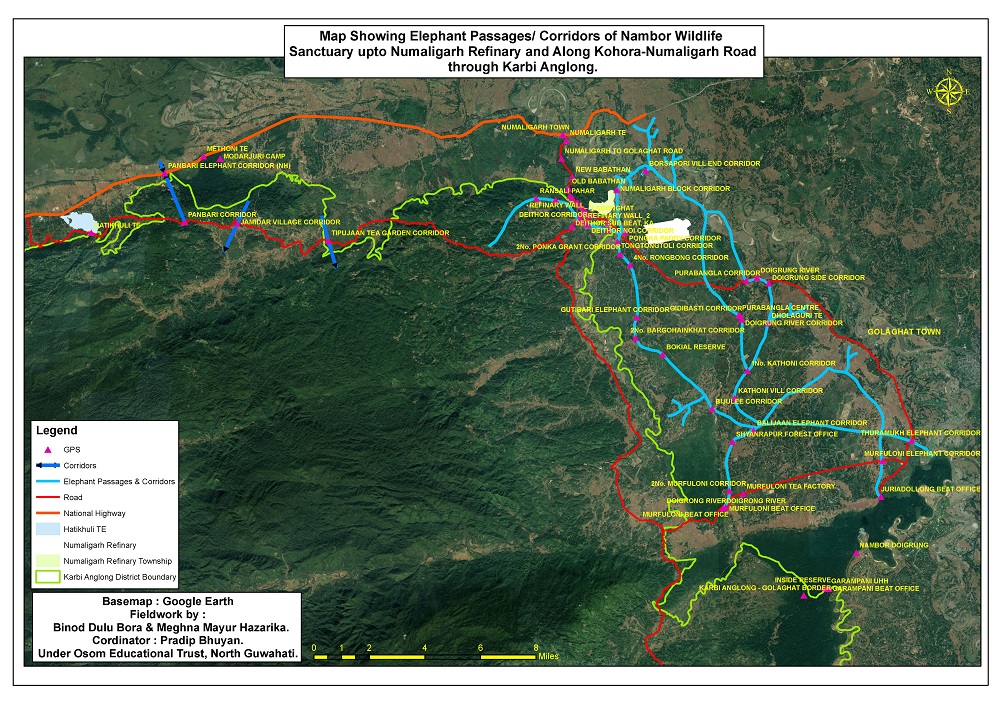 Map Showing Elephant Passages/ Corridors of Nambor Wildlife
Sanctuary upto Numaligarh Refinary and Along Kohora-Numaligarh Road
through Karbi Anglong.
N
W E
S
NUMALIGARH TOWN
NUMALIGARH TE
METHONI TE
MODARJURI CAMP
NUMALIGARH TO GOLAGHAT ROAD
PANBARI ELEPHANT CORRIDOR (NH)
BORSAPORI VILL END CORRIDOR
NEW BABATHAN
OLD BABATHAN
RANSALI PAHAR
NUMALIGARH BLOCK CORRIDOR
REFINARY WALL
PANBARI CORRIDOR
DEITHOR CORRIDOR
REFINARY WALL_2
HATIKHULI TE
JAMIDAR VILLAGE CORRIDOR
DEITHOR SUB BEAT, KA
DEITHOR NOI CORRIDOR
TIPUJAAN TEA GARDEN CORRIDOR
2No. PONKA GRANT CORRIDOR
TONGTONGTOLI CORRIDOR
4No. RONGBONG CORRIDOR
PURABANGLA CORRIDOR
DOIGRUNG RIVER
DOIGRUNG SIDE CORRIDOR
GUTIBARI ELEPHANT CORRIDOR
GIDIBASTI CORRIDOR
PURABANGLA CENTRE
DHOLAGURI TE
DOIGRUNG RIVER CORRIDOR
2No. BARGOHAINKHAT CORRIDOR
GOLAGHAT TOWN
BOKIAL RESERVE
1No. KATHONI CORRIDOR
KATHONI VILL CORRIDOR
BIJULEE CORRIDOR
BALIJAAN ELEPHANT CORRIDOR
SHYANRAPUR FOREST OFFICE
THURAMUKH ELEPHANT CORRIDOR
MURFULONI ELEPHANT CORRIDOR
2No. MURFULONI CORRIDOR
MURFULONI TEA FACTORY
JURIADOLLONG BEAT OFFICE
DOIGRONG RIVER
DOIGRONG RIVER
MURFULONI BEAT OFFICE
MURFULONI BEAT OFFICE
NAMBOR DOIGRUNG
INSIDE RESERVE
GARAMPANI UHH
KARBI ANGLONG - GOLAGHAT BORDER
GARAMPANI BEAT OFFICE
Legend
GPS
Corridors
Elephant Passages & Corridors
Road
National Highway
Hatikhuli TE
Numaligarh Refinary
Numaligarh Refinary Township
Karbi Anglong District Boundary
Basemap : Google Earth
Fieldwork by :
Binod Dulu Bora & Meghna Mayur Hazarika.
Cordinator : Pradip Bhuyan.
Under Osom Educational Trust, North Guwahati.
0 1 2 4 6 8
Miles